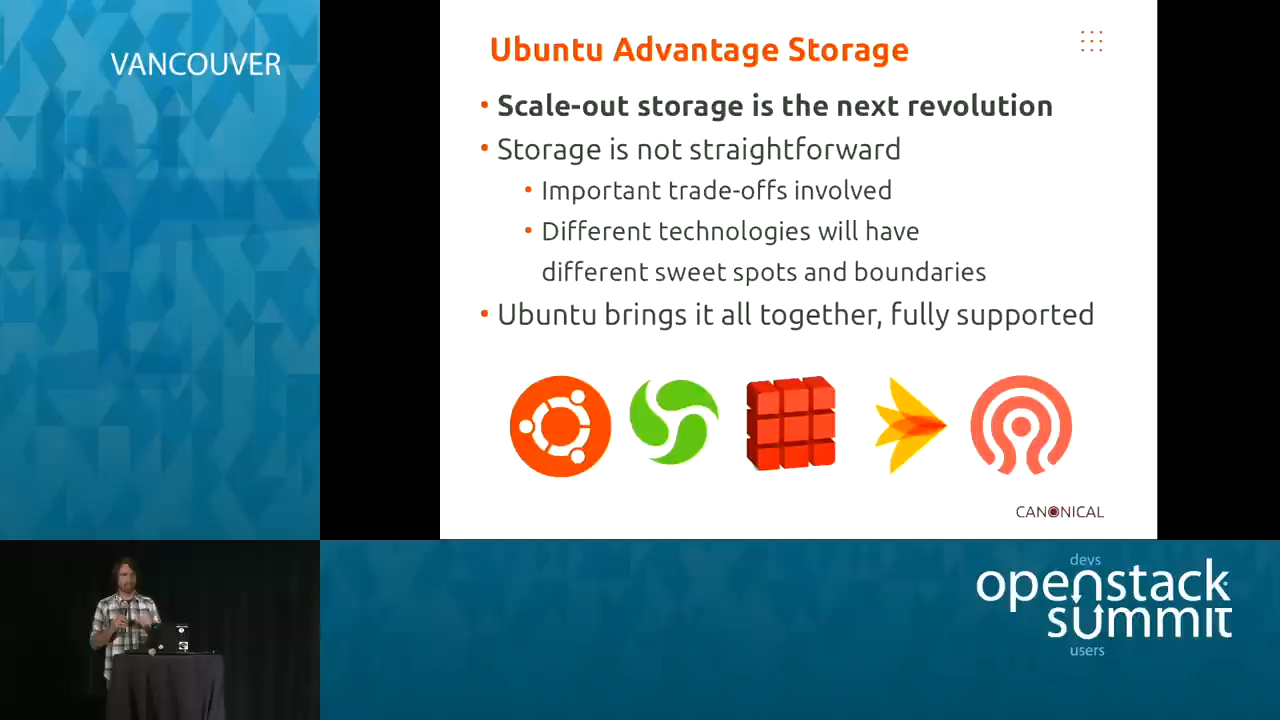 VANCOUVER
Ubuntu Advantage Storage
• Scale-out storage is the next revolution
• Storage is not straightforward
• Important trade-offs involved
• Different technologies will have
different sweet spots and boundaries
• Ubuntu brings it all together, fully supported
CANONICAL
devs
openstack
summit
users